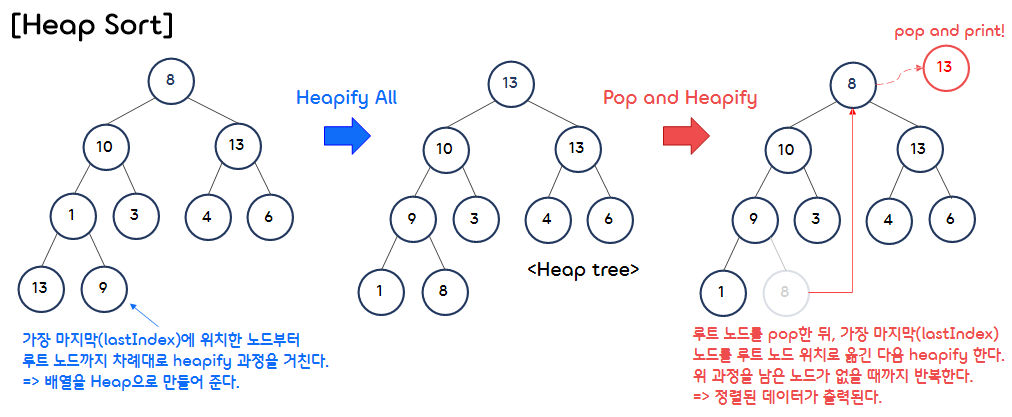 [Heap Sort]
pop and print!
8
13
8
13
Heapify All
Pop and Heapify
10
13
10
13
10
13
1
3
4
6
9
3
4
6
9
3
4
6
<Heap tree>
13
9
1
8
1
8
가장 마지막(lastIndex)에 위치한 노드부터
루트 노드까지 차례대로 heapify 과정을 거친다.
=> 배열을 Heap으로 만들어 준다.
루트 노드를 pop한 뒤, 가장 마지막(lastIndex)
노드를 루트 노드 위치로 옮긴 다음 heapify 한다.
위 과정을 남은 노드가 없을 때까지 반복한다.
=> 정렬된 데이터가 출력된다.